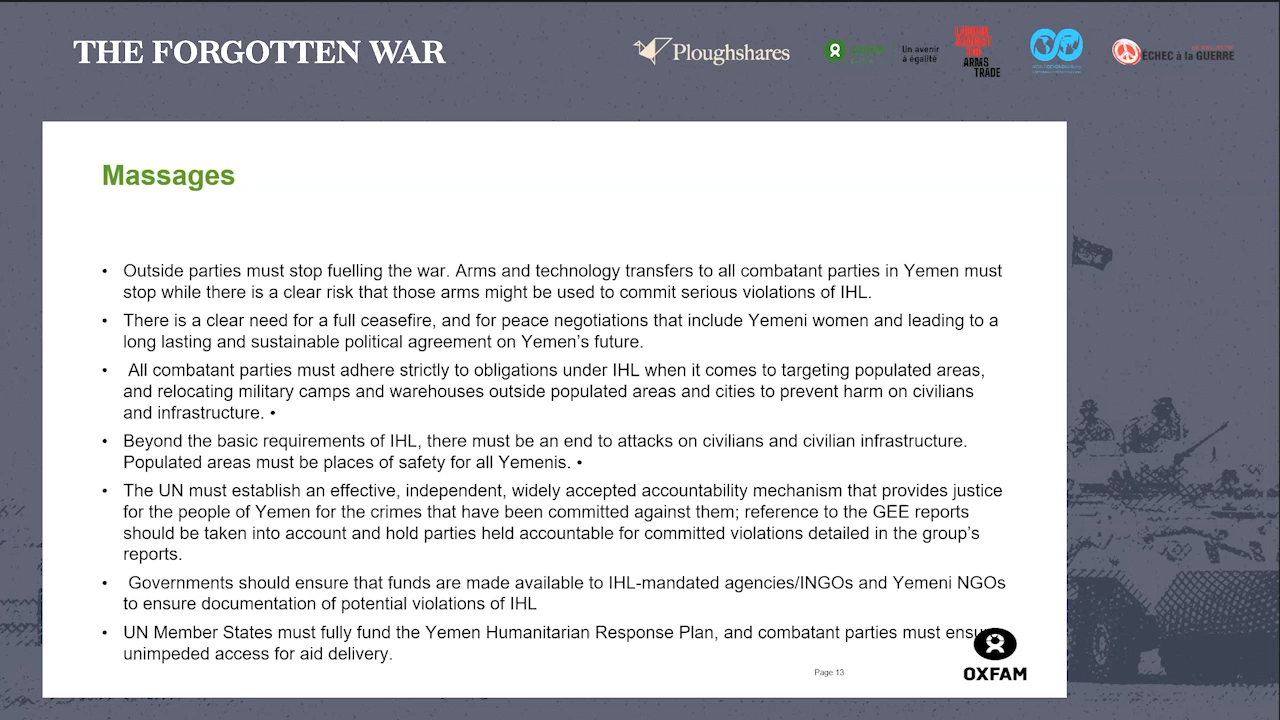 THE FORGOTTEN WAR
Ploughshares
Un avenir
à égalité
LABOUR
AGAINST
THE
ARMS
TRADE
ÉCHEC à la GUERRE
Massages
• Outside parties must stop fuelling the war. Arms and technology transfers to all combatant parties in Yemen must
stop while there is a clear risk that those arms might be used to commit serious violations of IHL.
• There is a clear need for a full ceasefire, and for peace negotiations that include Yemeni women and leading to a
long lasting and sustainable political agreement on Yemen's future.
• All combatant parties must adhere strictly to obligations under IHL when it comes to targeting populated areas,
and relocating military camps and warehouses outside populated areas and cities to prevent harm on civilians
and infrastructure. •
• Beyond the basic requirements of IHL, there must be an end to attacks on civilians and civilian infrastructure.
Populated areas must be places of safety for all Yemenis. •
• The UN must establish an effective, independent, widely accepted accountability mechanism that provides justice
for the people of Yemen for the crimes that have been committed against them; reference to the GEE reports
should be taken into account and hold parties held accountable for committed violations detailed in the group's
reports.
• Governments should ensure that funds are made available to IHL-mandated agencies/INGOs and Yemeni NGOs
to ensure documentation of potential violations of IHL
• UN Member States must fully fund the Yemen Humanitarian Response Plan, and combatant parties must ensu
unimpeded access for aid delivery.
Page 13
OXFAM